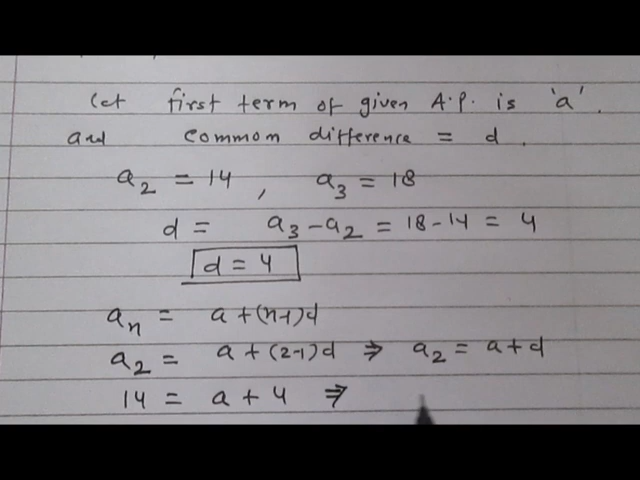 Let first term of given A.P. is 'a'.
and common difference = d.
a₂ = 14 , a₃ = 18
d = a₃ - a₂ = 18 - 14 = 4
d = 4
aₙ = a + (n-1)d
a₂ = a + (2-1)d ⇒ a₂ = a + d
14 = a + 4 ⇒